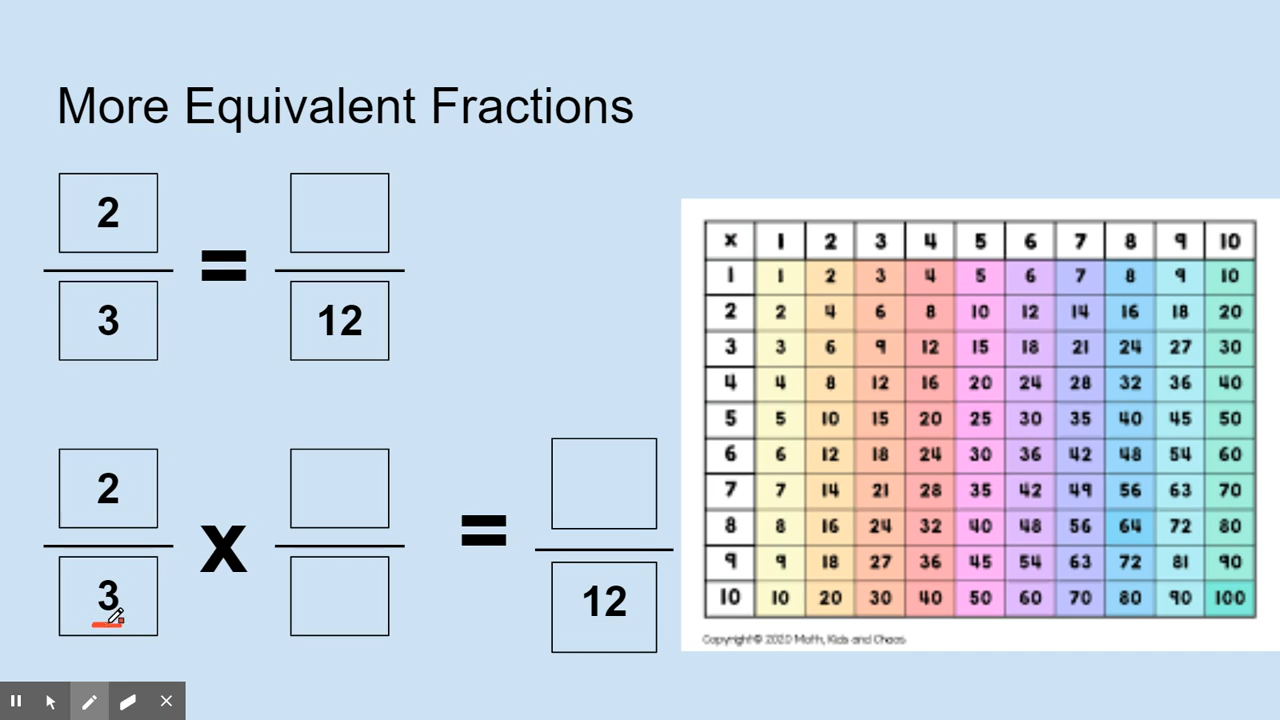 More Equivalent Fractions
2
=
3
12
2
x
=
3
12
x 1 2 3 4 5 6 7 8 9 10
1 1 2 3 4 5 6 7 8 9 10
2 2 4 6 8 10 12 14 16 18 20
3 3 6 9 12 15 18 21 24 27 30
4 4 8 12 16 20 24 28 32 36 40
5 5 10 15 20 25 30 35 40 45 50
6 6 12 18 24 30 36 42 48 54 60
7 7 14 21 28 35 42 49 56 63 70
8 8 16 24 32 40 48 56 64 72 80
9 9 18 27 36 45 54 63 72 81 90
10 10 20 30 40 50 60 70 80 90 100
Copyright© 2020 Math, Kids and Chaos